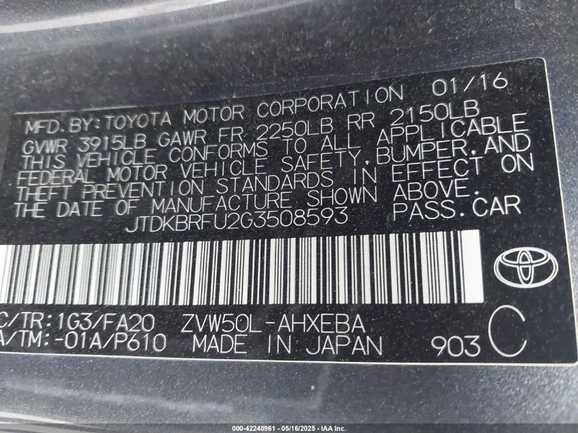 01/16
MFD. BY: TOYOTA MOTOR CORPORATION
GVWR 3915LB GAWR FR 2250LB RR 2150LB
THIS VEHICLE CONFORMS TO ALL APPLICABLE
FEDERAL MOTOR VEHICLE SAFETY, BUMPER, AND
THEFT PREVENTION STANDARDS IN EFFECT ON
THE DATE OF MANUFACTURE SHOWN ABOVE.
JTDKBRFU2G3508593 PASS. CAR
C/TR: 1G3/FA20 ZVW50L-AHXEBA
A/TM: -01A/P610 MADE IN JAPAN 903 C
000-42240961 - 05/16/2025 - IAA Inc.